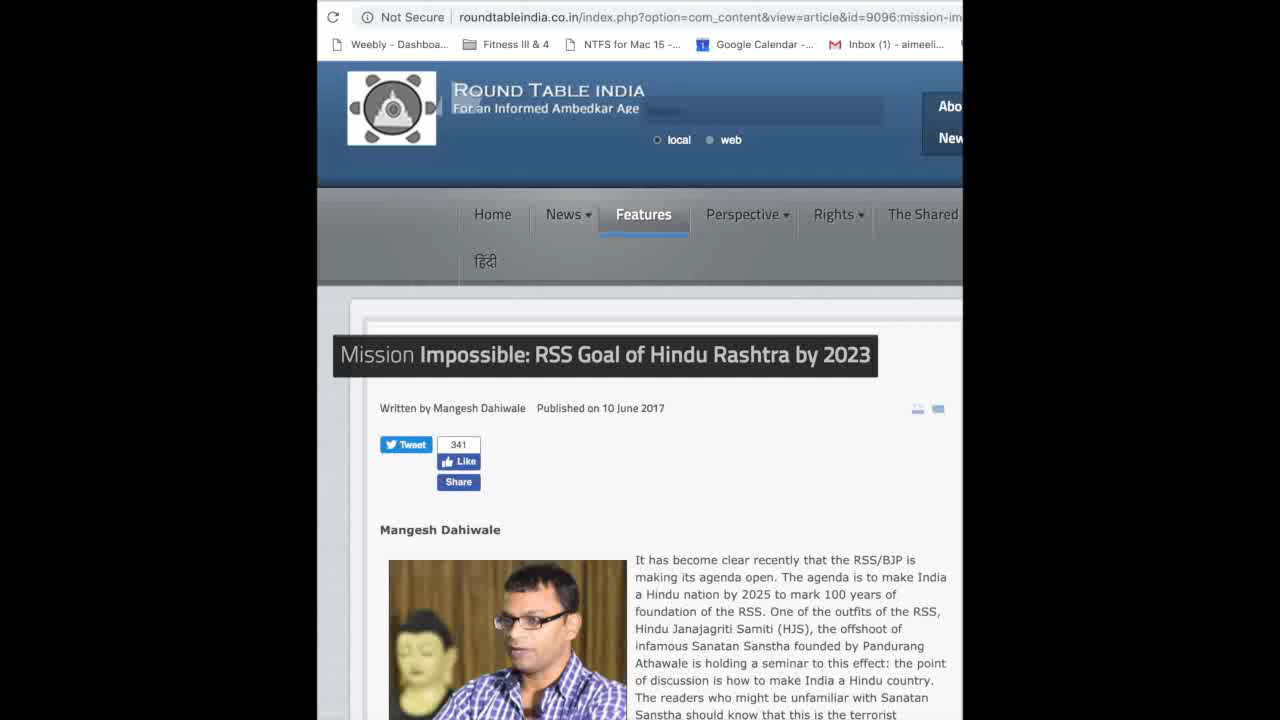 Not Secure roundtableindia.co.in/index.php?option=com_content&view=article&id=9096:mission-im
Weebly - Dashboa... Fitness III & 4 NTFS for Mac 15 -... Google Calendar -... Inbox (1) - aimeeli...
ROUND TABLE INDIA
For an Informed Ambedkar Age
Abo
local web
New
Home News Features Perspective Rights The Shared
हिंदी
Mission Impossible: RSS Goal of Hindu Rashtra by 2023
Written by Mangesh Dahiwale Published on 10 June 2017
Tweet 341
Like
Share
Mangesh Dahiwale
It has become clear recently that the RSS/BJP is
making its agenda open. The agenda is to make India
a Hindu nation by 2025 to mark 100 years of
foundation of the RSS. One of the outfits of the RSS,
Hindu Janajagriti Samiti (HJS), the offshoot of
infamous Sanatan Sanstha founded by Pandurang
Athawale is holding a seminar to this effect: the point
of discussion is how to make India a Hindu country.
The readers who might be unfamiliar with Sanatan
Sanstha should know that this is the terrorist